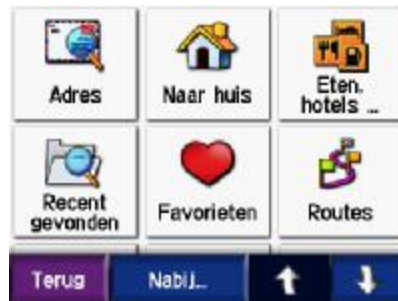 Adres
Naar huis
Eten,
hotels ...
Recent
gevonden
Favorieten
Routes
Terug
Nabij...